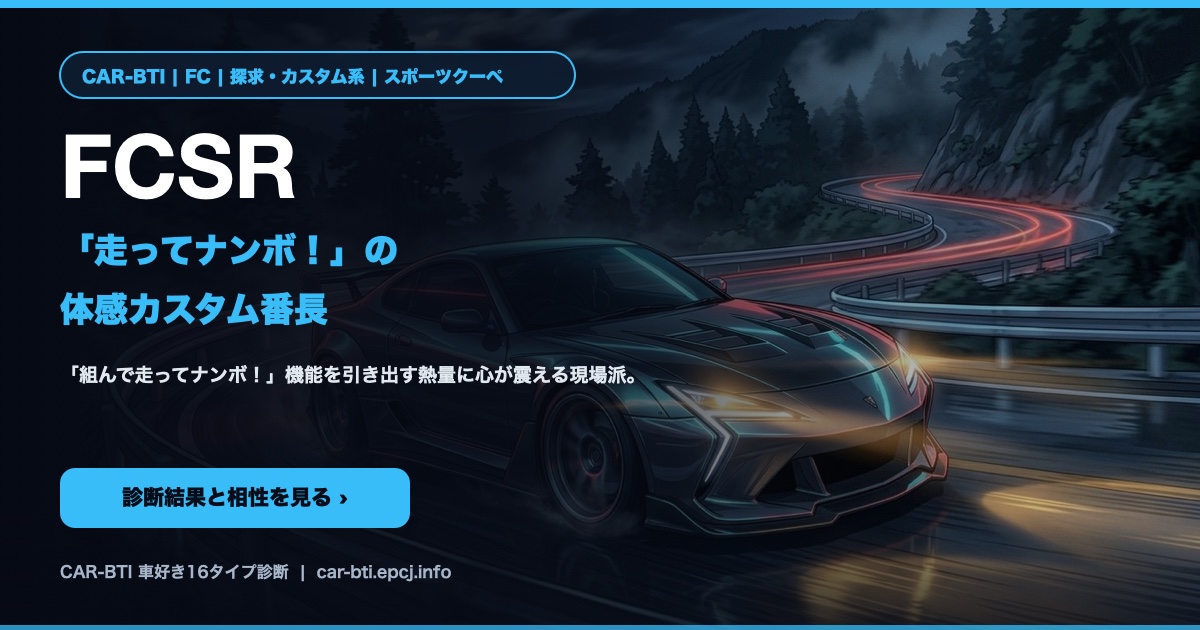 CAR-BTI | FC | 探求・カスタム系 | スポーツクーペ
FCSR
「走ってナンボ！」の
体感カスタム番長
「組んで走ってナンボ！」機能を引き出す熱量に心が震える現場派。
診断結果と相性を見る ›
CAR-BTI 車好き16タイプ診断 | car-bti.epcj.info